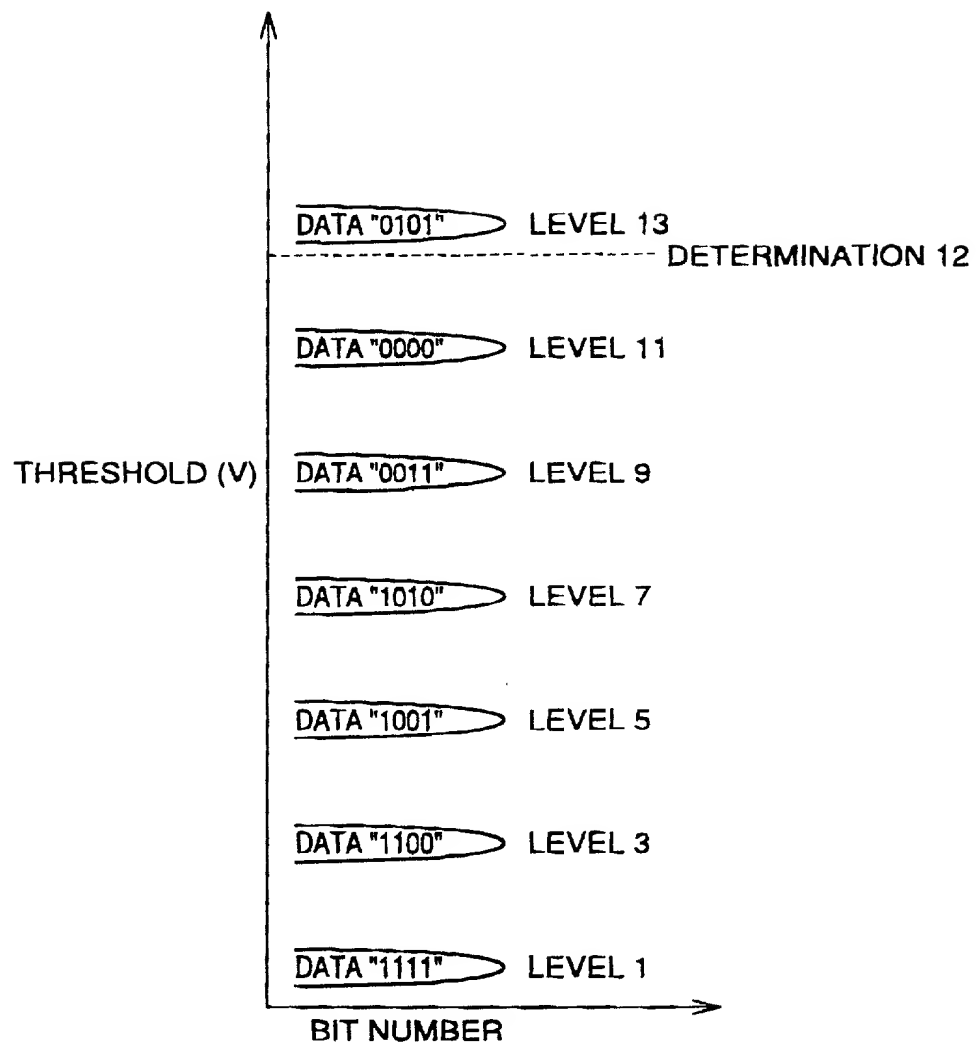 DATA "0101" LEVEL 13
DETERMINATION 12
DATA "0000" LEVEL 11
THRESHOLD (V) DATA "0011" LEVEL 9
DATA "1010" LEVEL 7
DATA "1001" LEVEL 5
DATA "1100" LEVEL 3
DATA "1111" LEVEL 1
BIT NUMBER